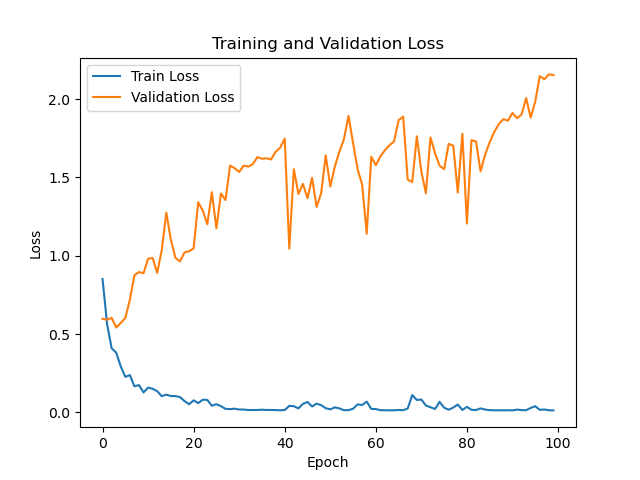 Training and Validation Loss
Train Loss
Validation Loss
2.0
1.5
1.0
0.5
0.0
Loss
0 20 40 60 80 100
Epoch